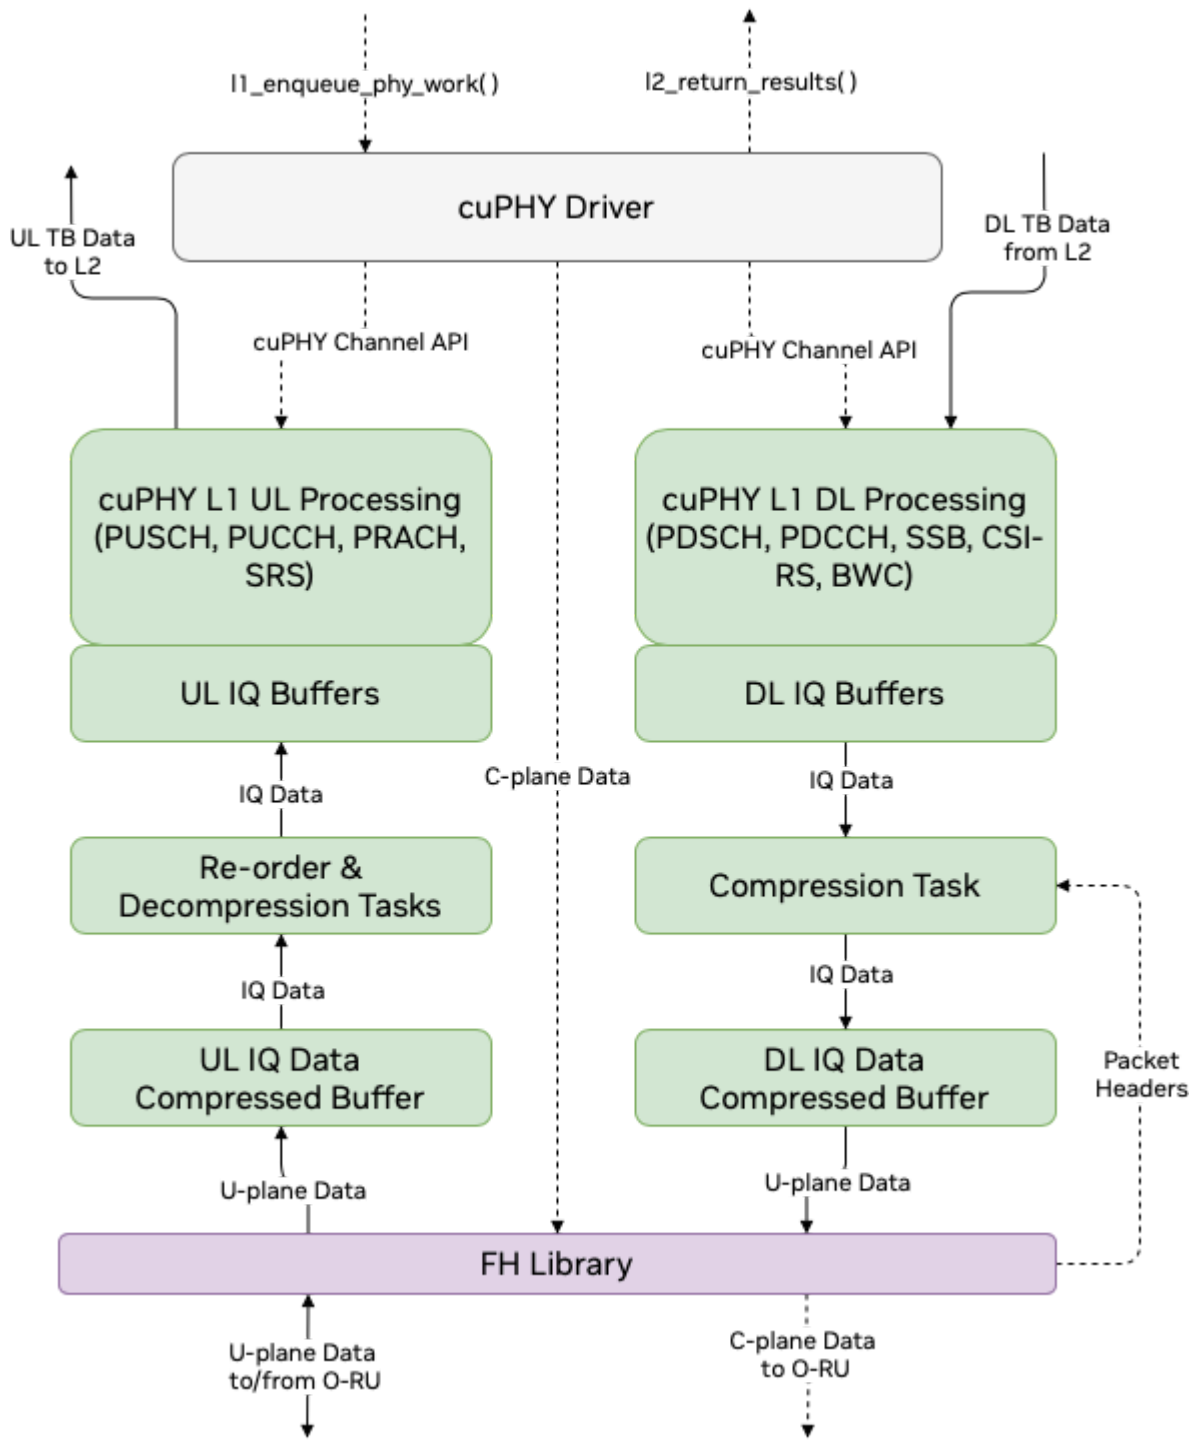 l1_enqueue_phy_work( )
l2_return_results( )
cuPHY Driver
UL TB Data
to L2
DL TB Data
from L2
cuPHY Channel API
cuPHY Channel API
cuPHY L1 UL Processing
(PUSCH, PUCCH, PRACH,
SRS)
cuPHY L1 DL Processing
(PDSCH, PDCCH, SSB, CSI-
RS, BWC)
UL IQ Buffers
DL IQ Buffers
C-plane Data
IQ Data
IQ Data
Re-order &
Decompression Tasks
Compression Task
IQ Data
IQ Data
UL IQ Data
Compressed Buffer
DL IQ Data
Compressed Buffer
Packet
Headers
U-plane Data
U-plane Data
FH Library
U-plane Data
to/from O-RU
C-plane Data
to O-RU